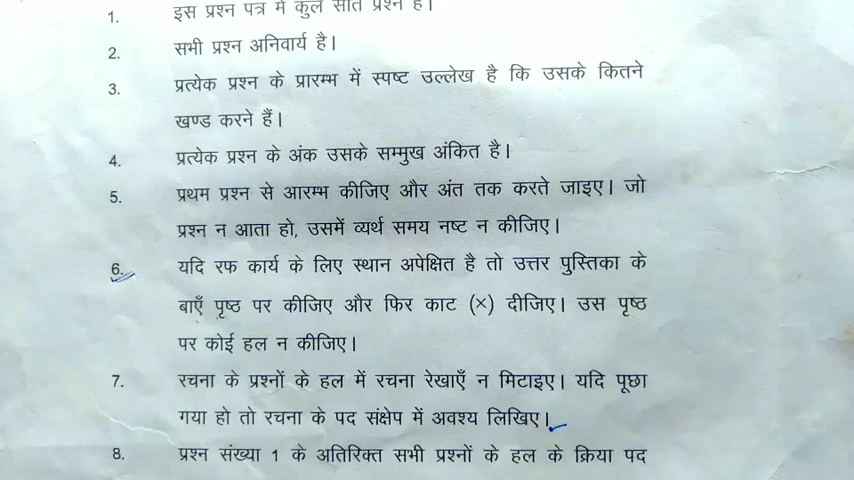 1. इस प्रश्न पत्र में कुल सात प्रश्न है।
2. सभी प्रश्न अनिवार्य है।
3. प्रत्येक प्रश्न के प्रारम्भ में स्पष्ट उल्लेख है कि उसके कितने
खण्ड करने हैं।
4. प्रत्येक प्रश्न के अंक उसके सम्मुख अंकित है।
5. प्रथम प्रश्न से आरम्भ कीजिए और अंत तक करते जाइए। जो
प्रश्न न आता हो, उसमें व्यर्थ समय नष्ट न कीजिए।
6. यदि रफ कार्य के लिए स्थान अपेक्षित है तो उत्तर पुस्तिका के
बाएँ पृष्ठ पर कीजिए और फिर काट (×) दीजिए। उस पृष्ठ
पर कोई हल न कीजिए।
7. रचना के प्रश्नों के हल में रचना रेखाएँ न मिटाइए। यदि पूछा
गया हो तो रचना के पद संक्षेप में अवश्य लिखिए।
8. प्रश्न संख्या 1 के अतिरिक्त सभी प्रश्नों के हल के क्रिया पद